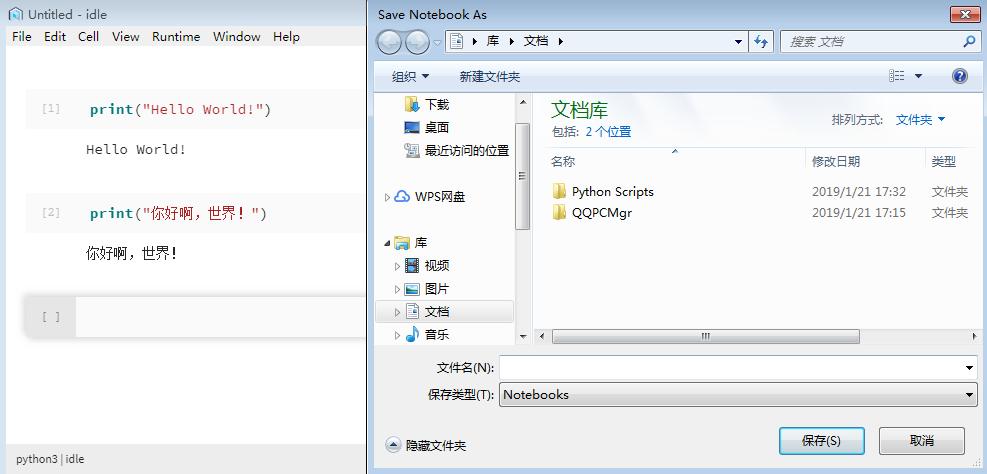 Untitled - idle
File Edit Cell View Runtime Window Help
[1] print("Hello World!")
Hello World!
[2] print("你好啊，世界！")
你好啊，世界！
[ ]
python3 | idle
Save Notebook As
库 文档
搜索 文档
组织 新建文件夹
下载
桌面
最近访问的位置
WPS网盘
库
视频
图片
文档
音乐
文档库
包括: 2 个位置
排列方式: 文件夹
名称 修改日期 类型
Python Scripts 2019/1/21 17:32 文件夹
QQPCMgr 2019/1/21 17:15 文件夹
文件名(N):
保存类型(T): Notebooks
隐藏文件夹
保存(S) 取消